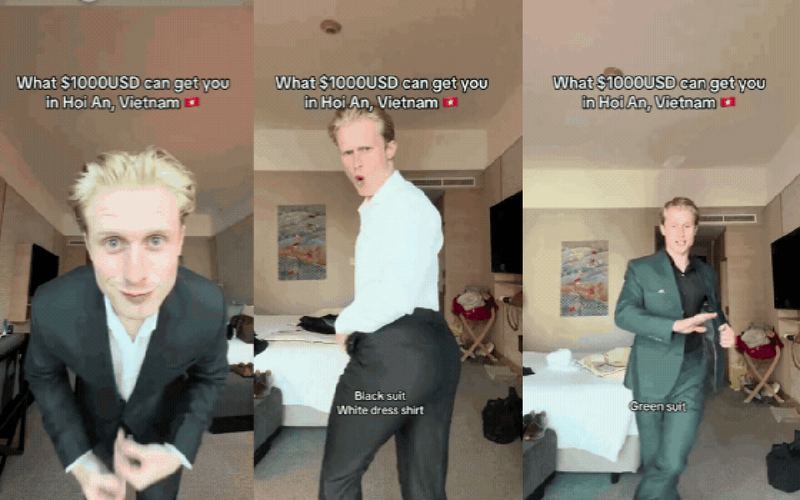 What $1000USD can get you
in Hoi An, Vietnam 🇻🇳
What $1000USD can get you
in Hoi An, Vietnam 🇻🇳
Black suit
White dress shirt
What $1000USD can get you
in Hoi An, Vietnam 🇻🇳
Green suit